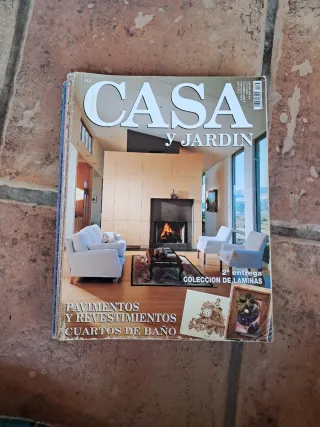 CASA
Y JARDIN
2ª entrega
COLECCION DE LAMINAS
PAVIMENTOS
Y REVESTIMIENTOS
CUARTOS DE BAÑO